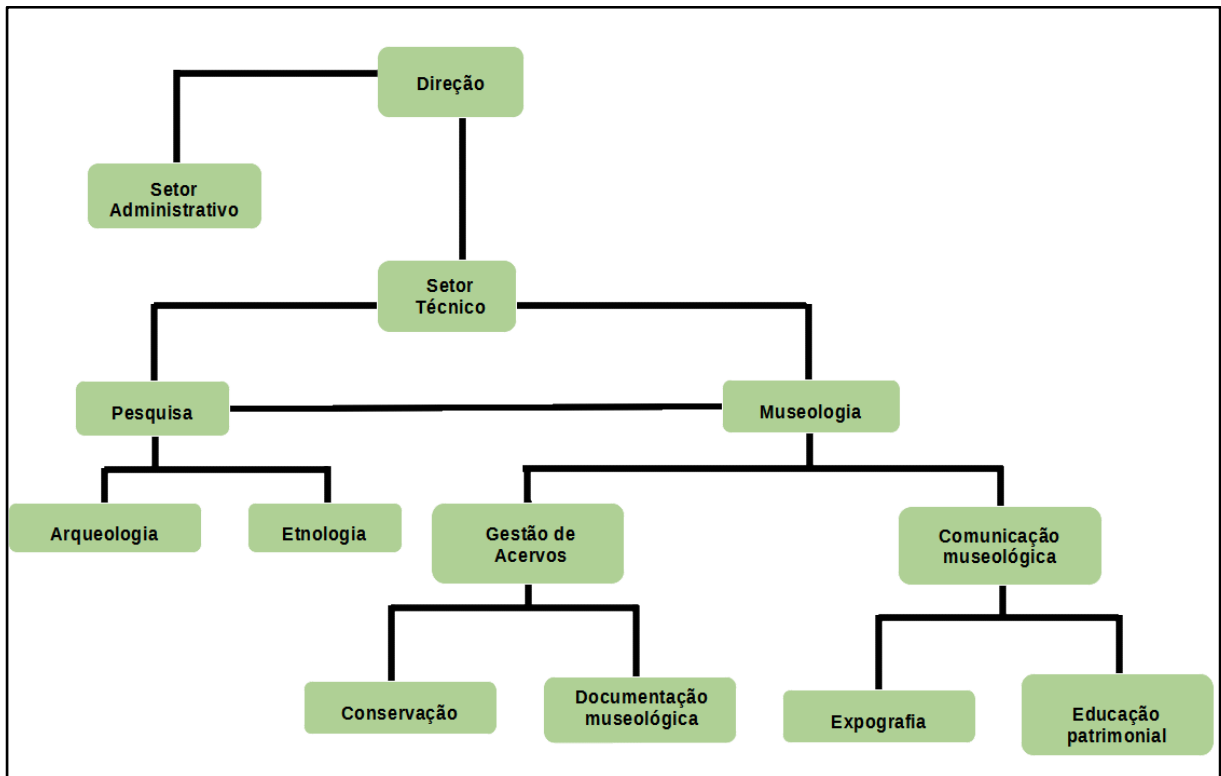 Direção
Setor
Administrativo
Setor
Técnico
Pesquisa
Museologia
Arqueologia
Etnologia
Gestão de
Acervos
Comunicação
museológica
Conservação
Documentação
museológica
Expografia
Educação
patrimonial